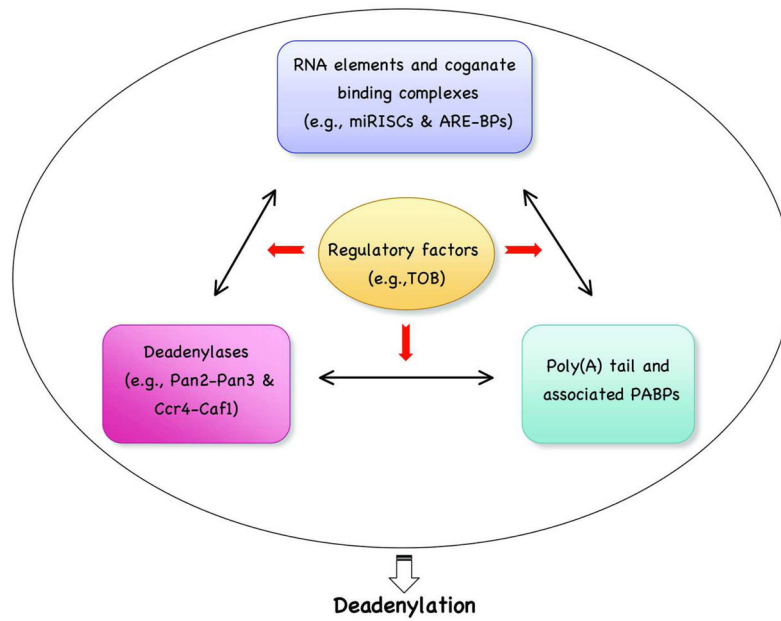 RNA elements and coganate
binding complexes
(e.g., miRISCs & ARE-BPs)
Regulatory factors
(e.g.,TOB)
Deadenylases
(e.g., Pan2-Pan3 &
Ccr4-Caf1)
Poly(A) tail and
associated PABPs
Deadenylation